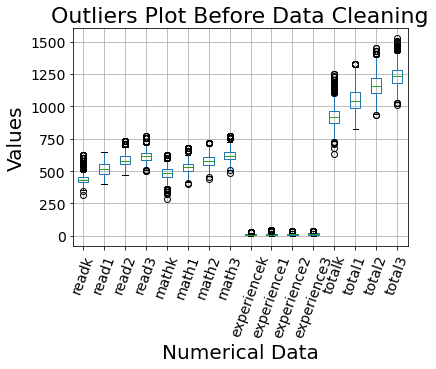 Outliers Plot Before Data Cleaning
1500
1250
1000
750
500
250
0
Values
readk
read1
read2
read3
mathk
math1
math2
math3
experiencek
experience1
experience2
experience3
totalk
total1
total2
total3
Numerical Data